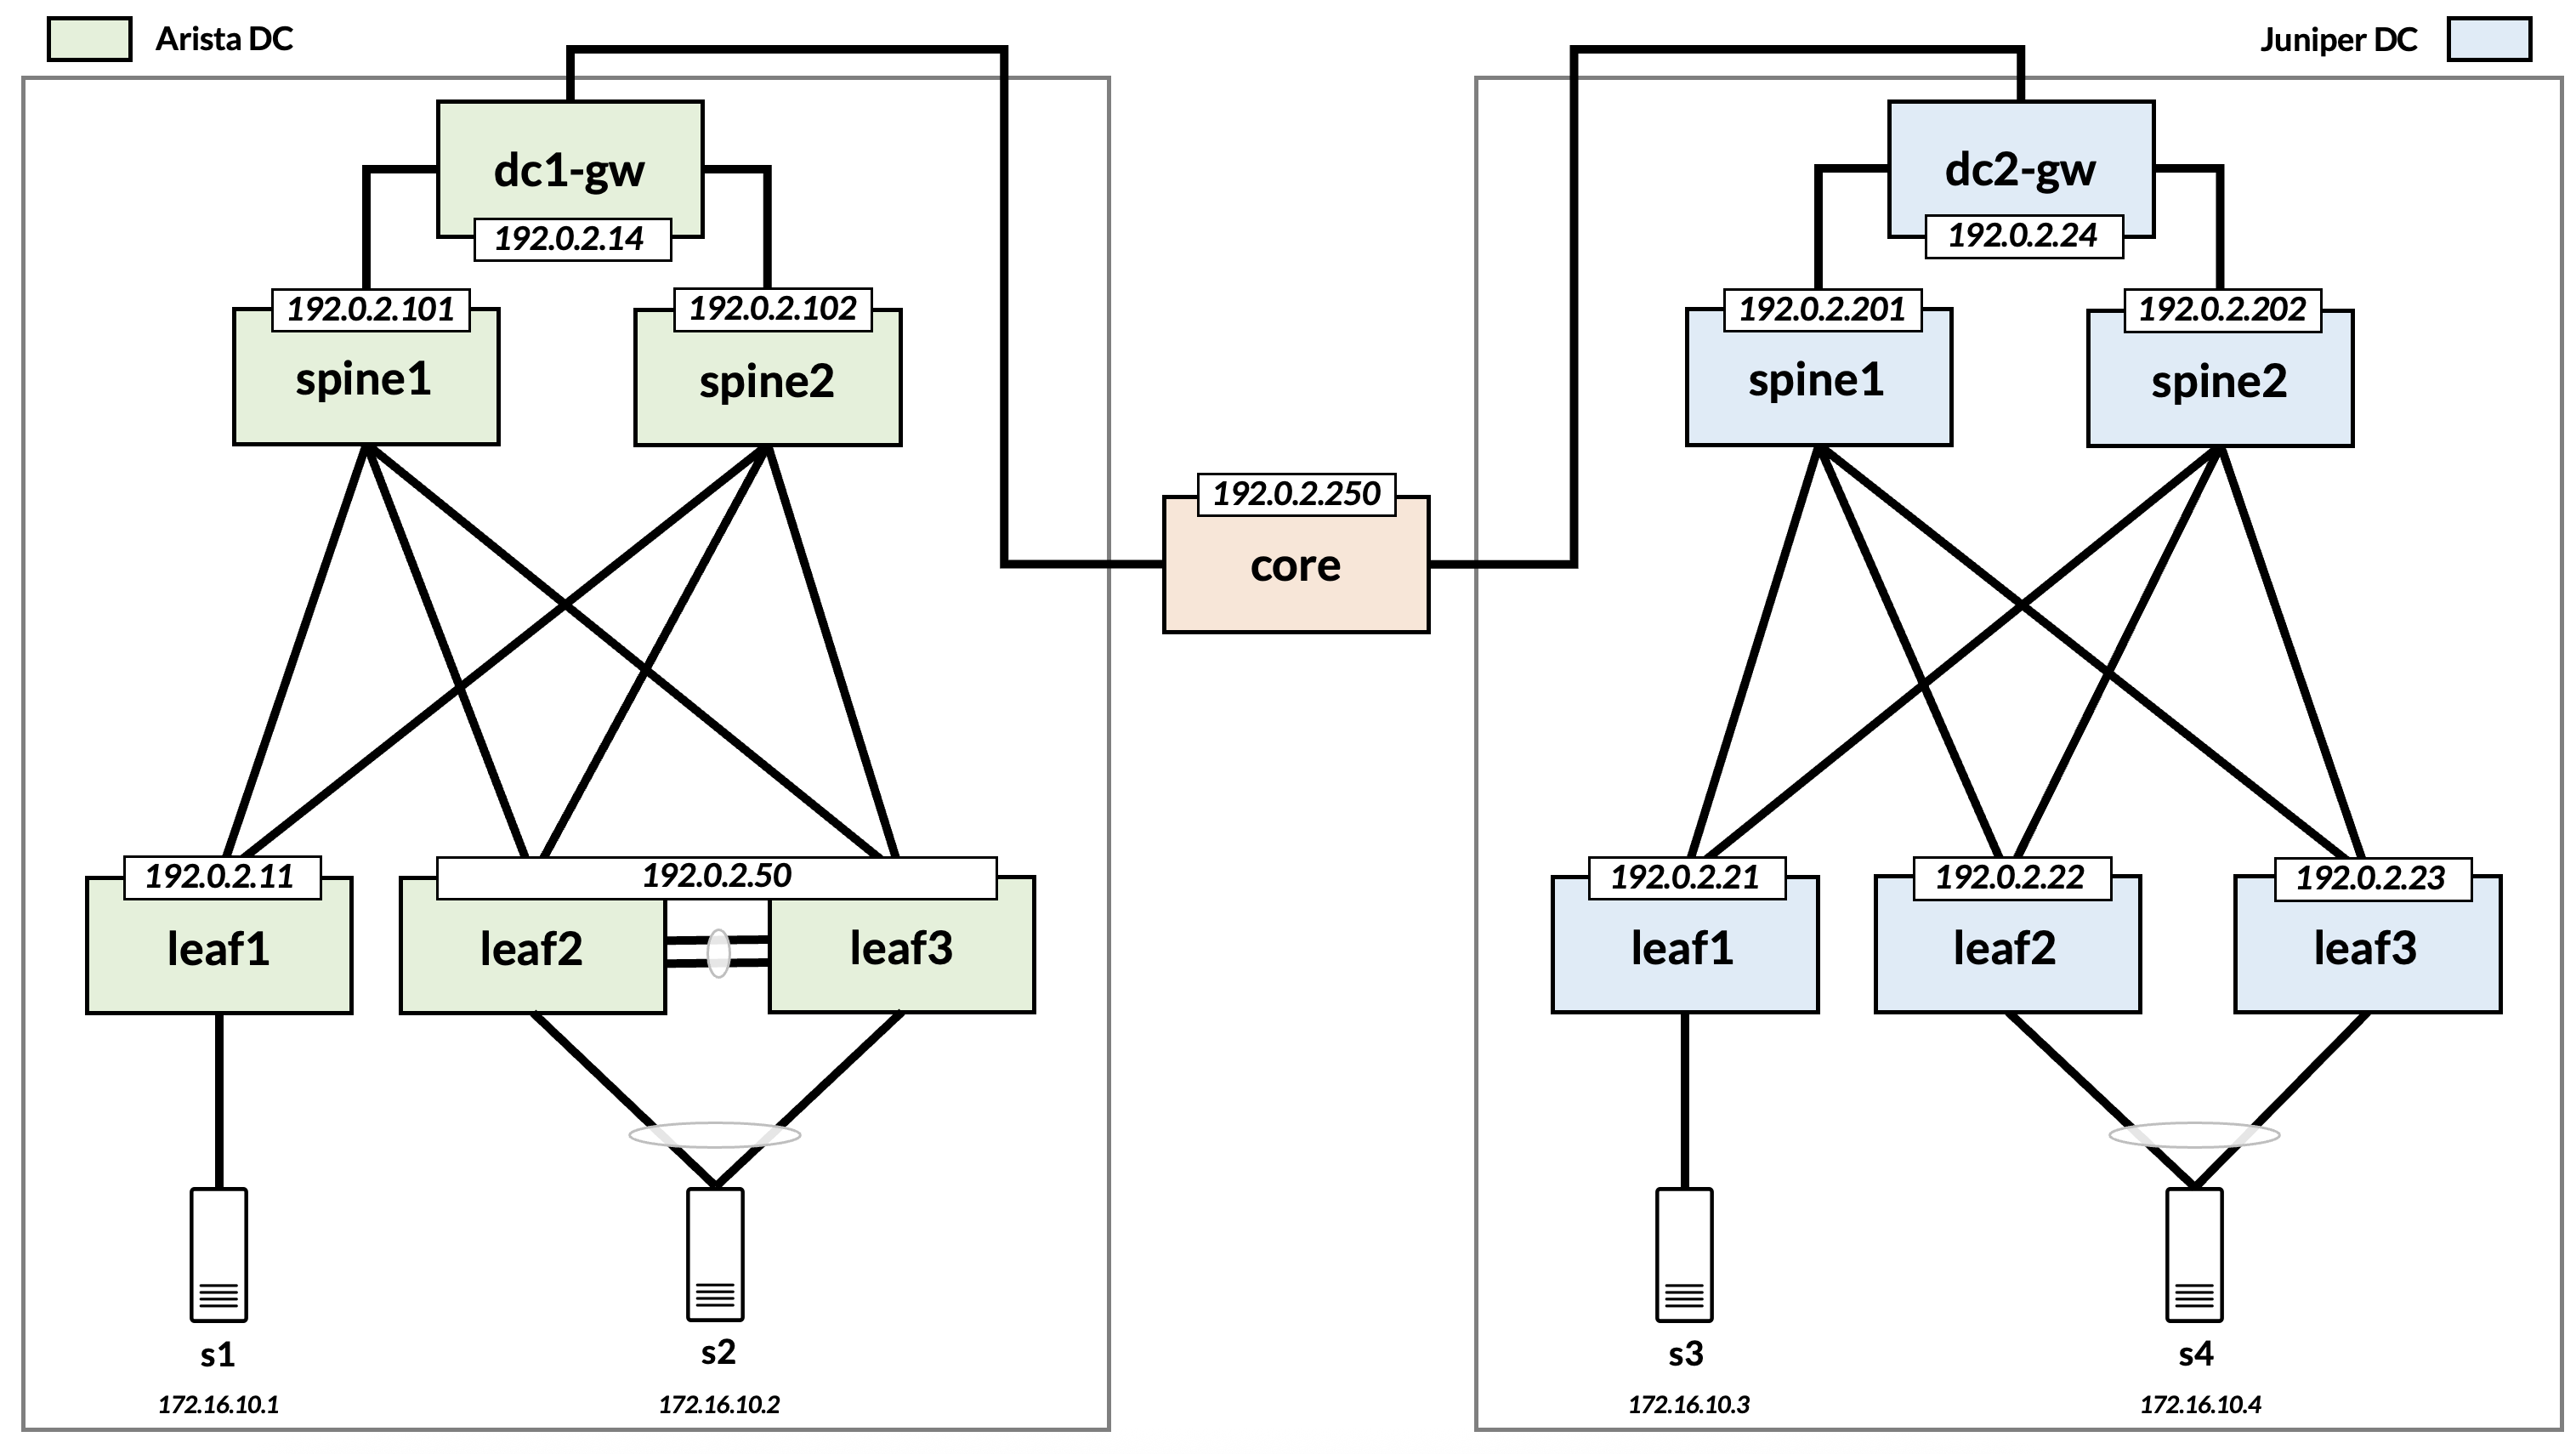 Arista DC
Juniper DC
dc1-gw
192.0.2.14
dc2-gw
192.0.2.24
192.0.2.101
spine1
192.0.2.102
spine2
192.0.2.201
spine1
192.0.2.202
spine2
192.0.2.250
core
192.0.2.11
leaf1
192.0.2.50
leaf2
leaf3
192.0.2.21
leaf1
192.0.2.22
leaf2
192.0.2.23
leaf3
s1
172.16.10.1
s2
172.16.10.2
s3
172.16.10.3
s4
172.16.10.4